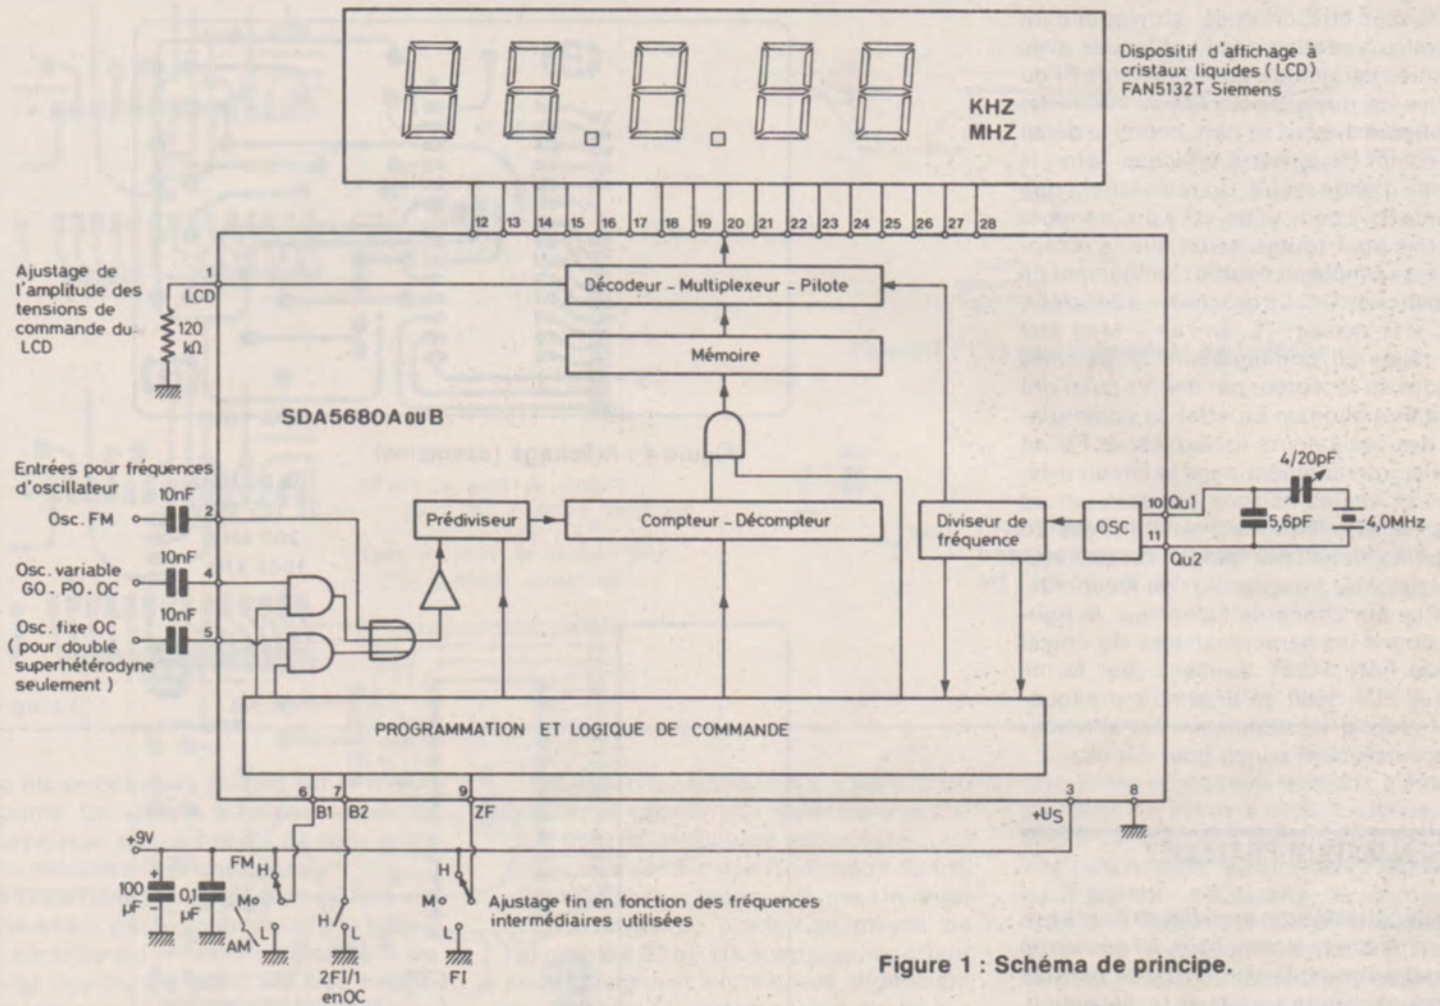 Dispositif d'affichage à
cristaux liquides (LCD)
FAN5132T Siemens
KHZ
MHZ
12 13 14 15 16 17 18 19 20 21 22 23 24 25 26 27 28
Ajustage de
l'amplitude des
tensions de
commande du
LCD
1
LCD
120
kΩ
Décodeur - Multiplexeur - Pilote
Mémoire
SDA5680A OU B
Entrées pour fréquences
d'oscillateur
10nF
Osc. FM
2
10nF
Osc. variable
GO - PO - OC
4
10nF
Osc. fixe OC
( pour double
superhétérodyne
seulement )
5
Prédiviseur
Compteur - Décompteur
Diviseur de
fréquence
OSC
10 Qu1
11
Qu2
4/20pF
5,6pF
4,0MHz
PROGRAMMATION ET LOGIQUE DE COMMANDE
6 7 9 3 8
B1 B2 ZF +US
+9V
+
100
µF
0,1
µF
FM H
M
AM L
H
L
2FI/1
en OC
H
M
L
FI
Ajustage fin en fonction des fréquences
intermédiaires utilisées
Figure 1 : Schéma de principe.